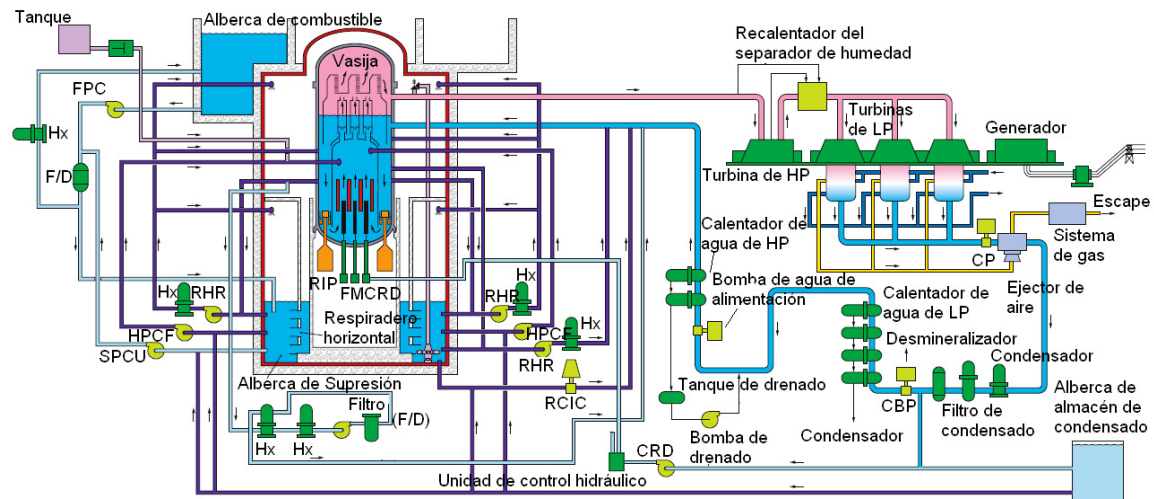 Tanque
Alberca de combustible
Vasija
Recalentador del
separador de humedad
FPC
Hx
F/D
Turbinas
de LP
Generador
Turbina de HP
Escape
Sistema
de gas
CP
Ejector de
aire
Calentador de
agua de HP
Bomba de agua de
alimentación
RIP
FMCRD
Hx
RHR
HPCF
SPCU
Respiradero
horizontal
Alberca de Supresión
Hx
RHR
HPCF
Hx
RHR
RCIC
Calentador de
agua de LP
Desmineralizador
Condensador
CBP
Filtro de
condensado
Condensador
Alberca de
almacén de
condensado
Tanque de drenado
Bomba de
drenado
Filtro
(F/D)
Hx
Hx
CRD
Unidad de control hidráulico